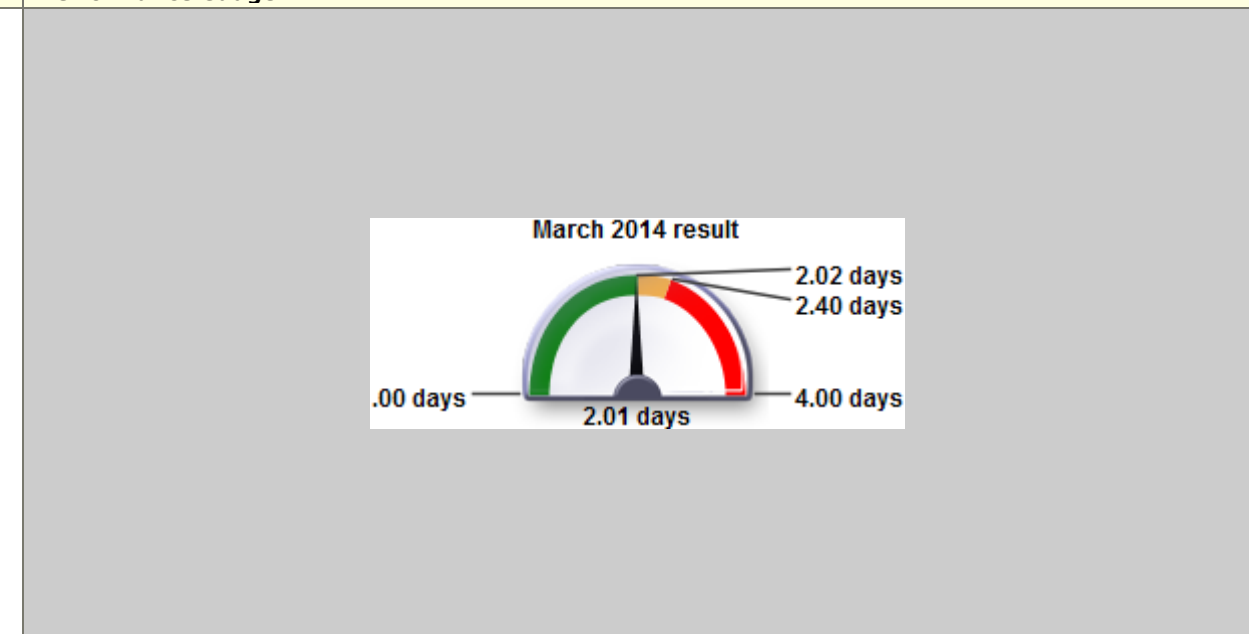 March 2014 result
2.02 days
2.40 days
.00 days
4.00 days
2.01 days